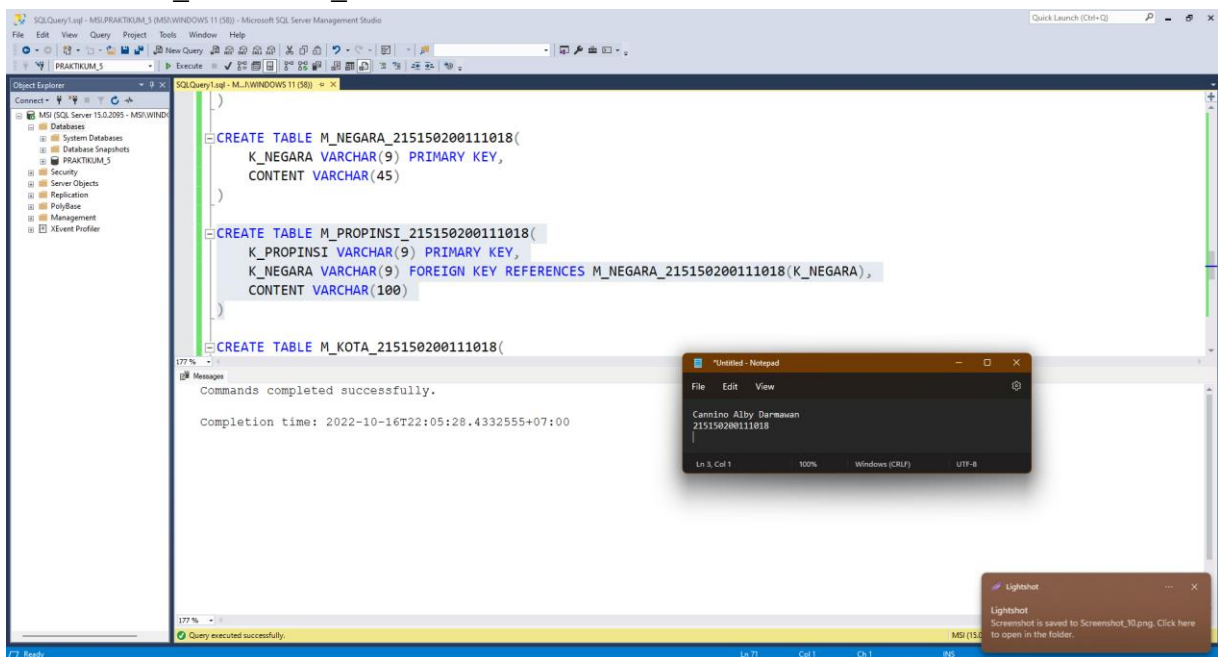 SQLQuery1.sql - MSI.PRAKTIKUM_5 (MSI\WINDOWS 11 (58)) - Microsoft SQL Server Management Studio
Quick Launch (Ctrl+Q)
File Edit View Query Project Tools Window Help
New Query
PRAKTIKUM_5
Execute
Object Explorer
SQLQuery1.sql - M...\WINDOWS 11 (58))
Connect
MSI (SQL Server 15.0.2095 - MSI\WIND
Databases
System Databases
Database Snapshots
PRAKTIKUM_5
Security
Server Objects
Replication
PolyBase
Management
XEvent Profiler
)
CREATE TABLE M_NEGARA_215150200111018(
K_NEGARA VARCHAR(9) PRIMARY KEY,
CONTENT VARCHAR(45)
)
CREATE TABLE M_PROPINSI_215150200111018(
K_PROPINSI VARCHAR(9) PRIMARY KEY,
K_NEGARA VARCHAR(9) FOREIGN KEY REFERENCES M_NEGARA_215150200111018(K_NEGARA),
CONTENT VARCHAR(100)
)
CREATE TABLE M_KOTA_215150200111018(
177 %
Messages
Commands completed successfully.
Completion time: 2022-10-16T22:05:28.4332555+07:00
*Untitled - Notepad
File Edit View
Cannino Alby Darmawan
215150200111018
Ln 3, Col 1 100% Windows (CRLF) UTF-8
Lightshot
Lightshot
Screenshot is saved to Screenshot_10.png. Click here
to open in the folder.
177 %
Query executed successfully.
MSI (15.0
Ready
Ln 71 Col 1 Ch 1 INS